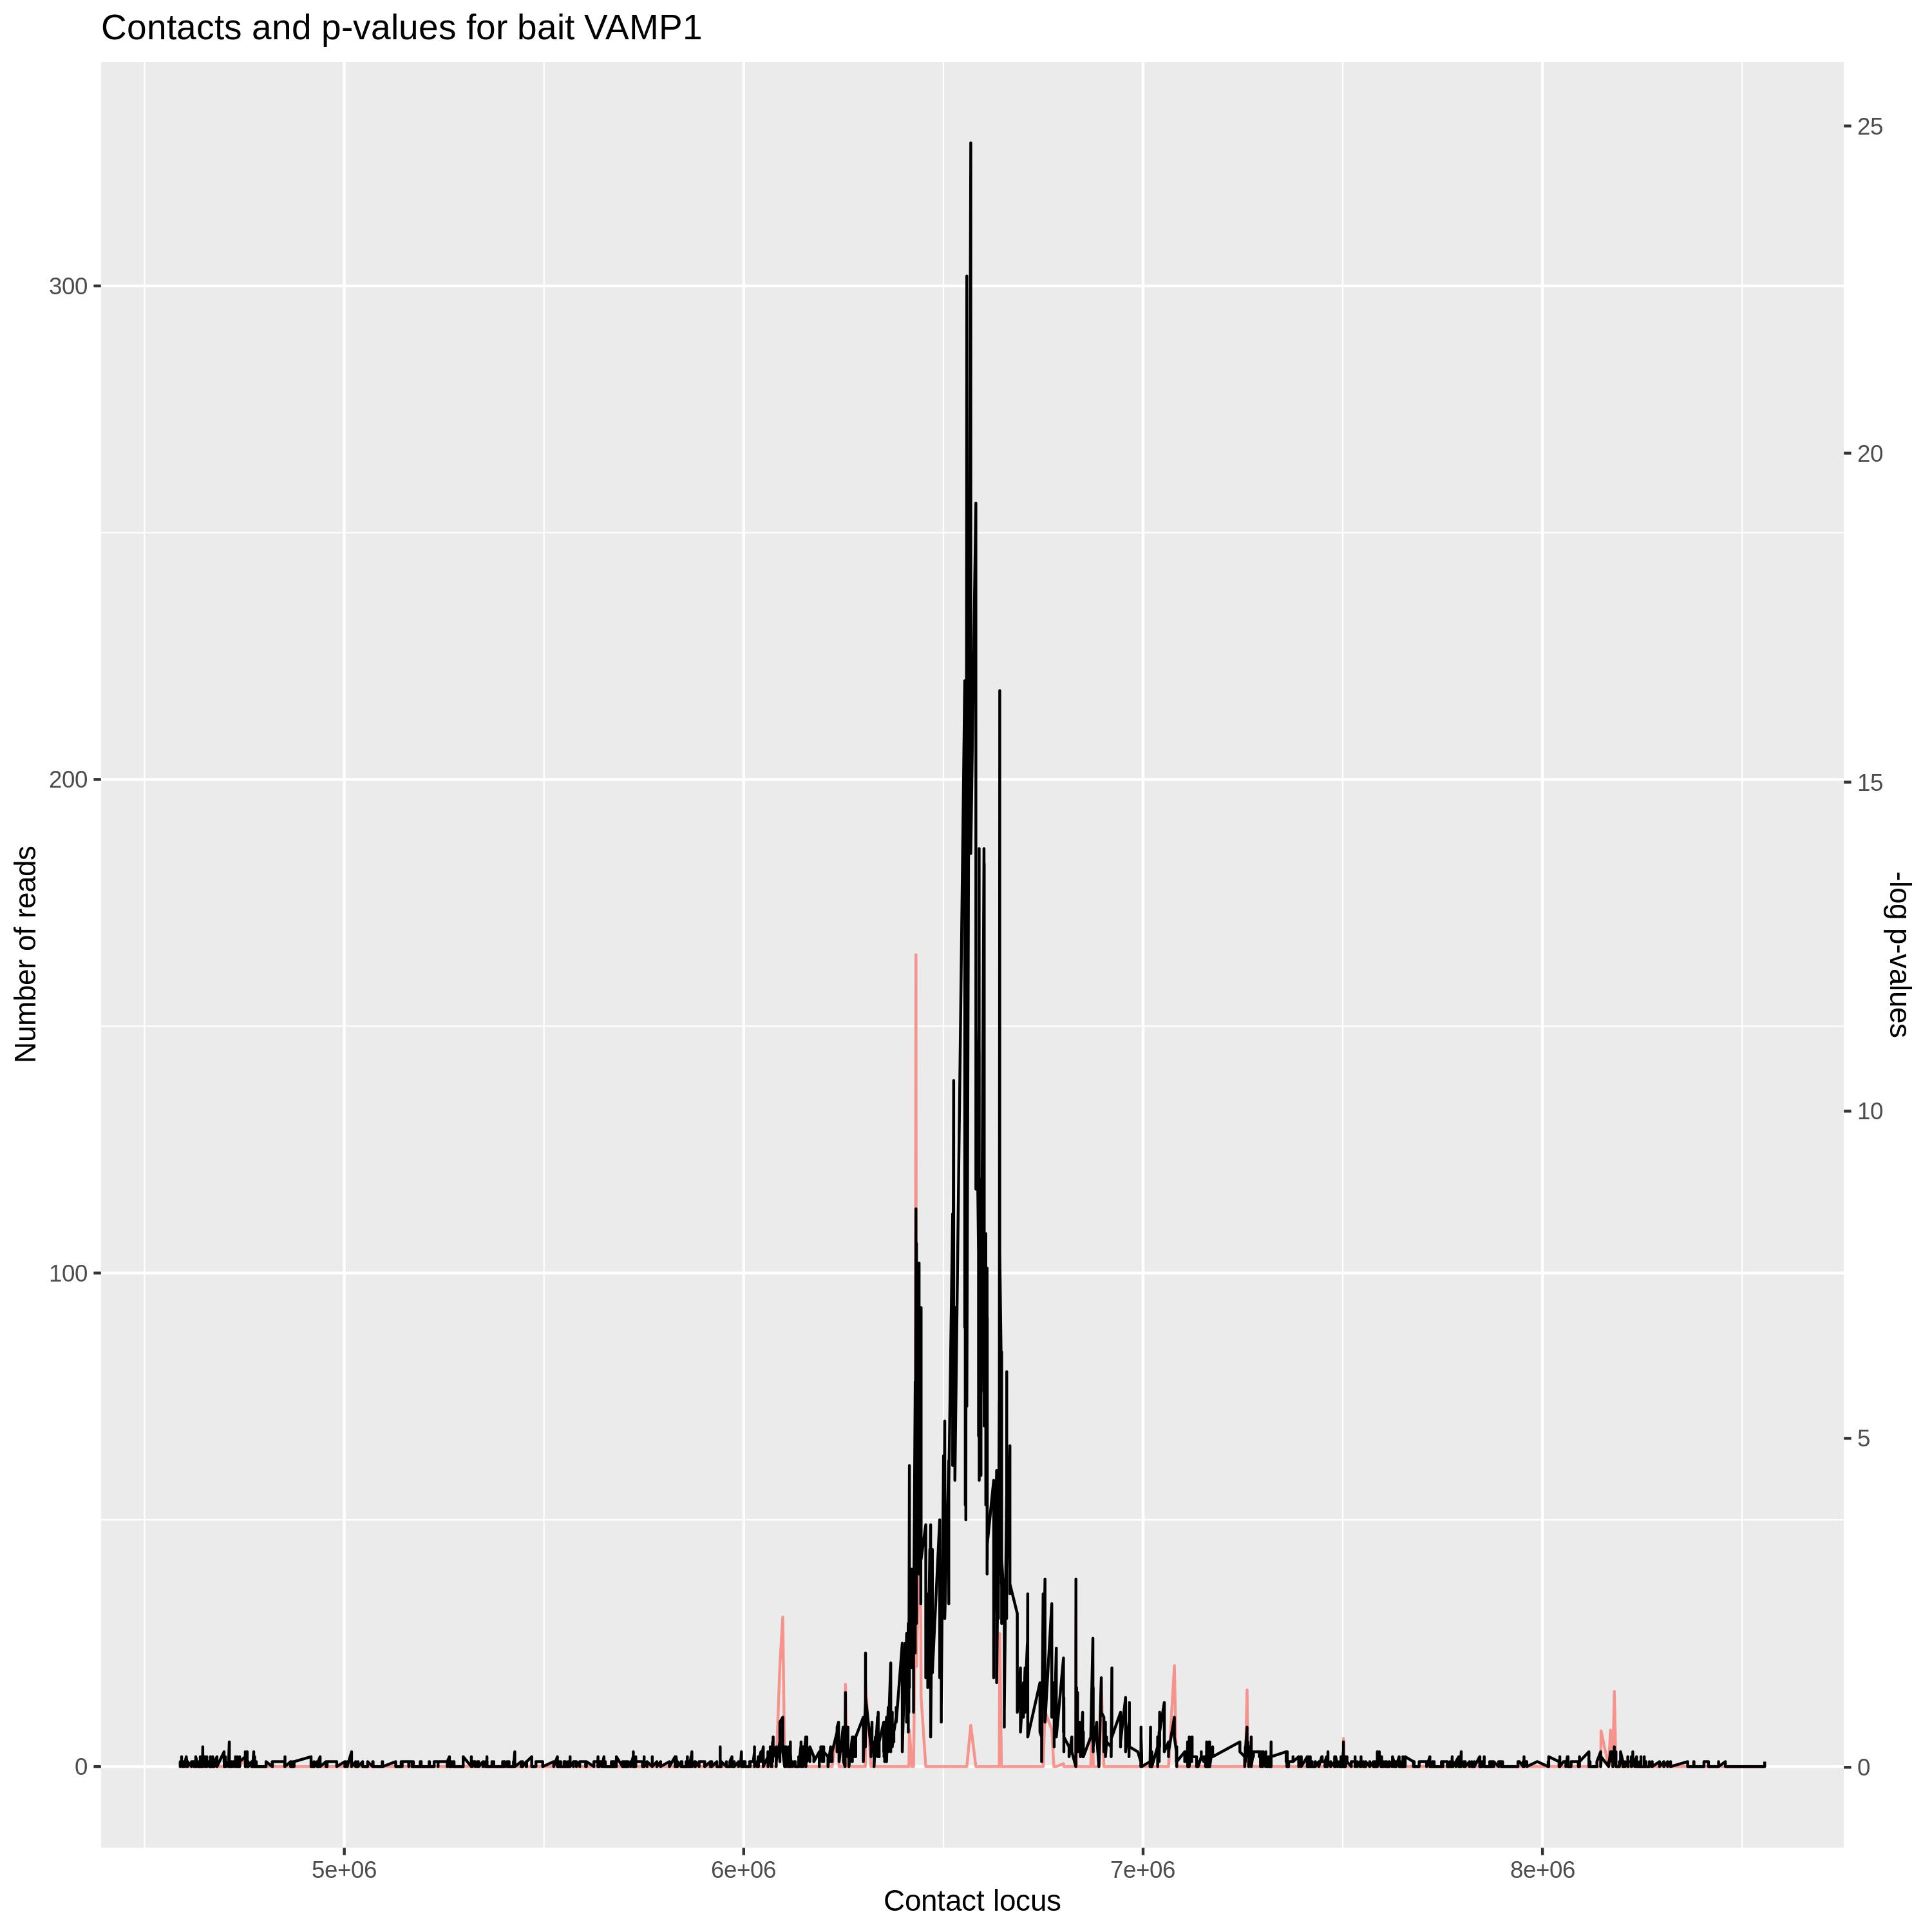 Contacts and p-values for bait VAMP1
Number of reads
300
200
100
0
25
20
15
10
5
0
-log p-values
5e+06
6e+06
7e+06
8e+06
Contact locus